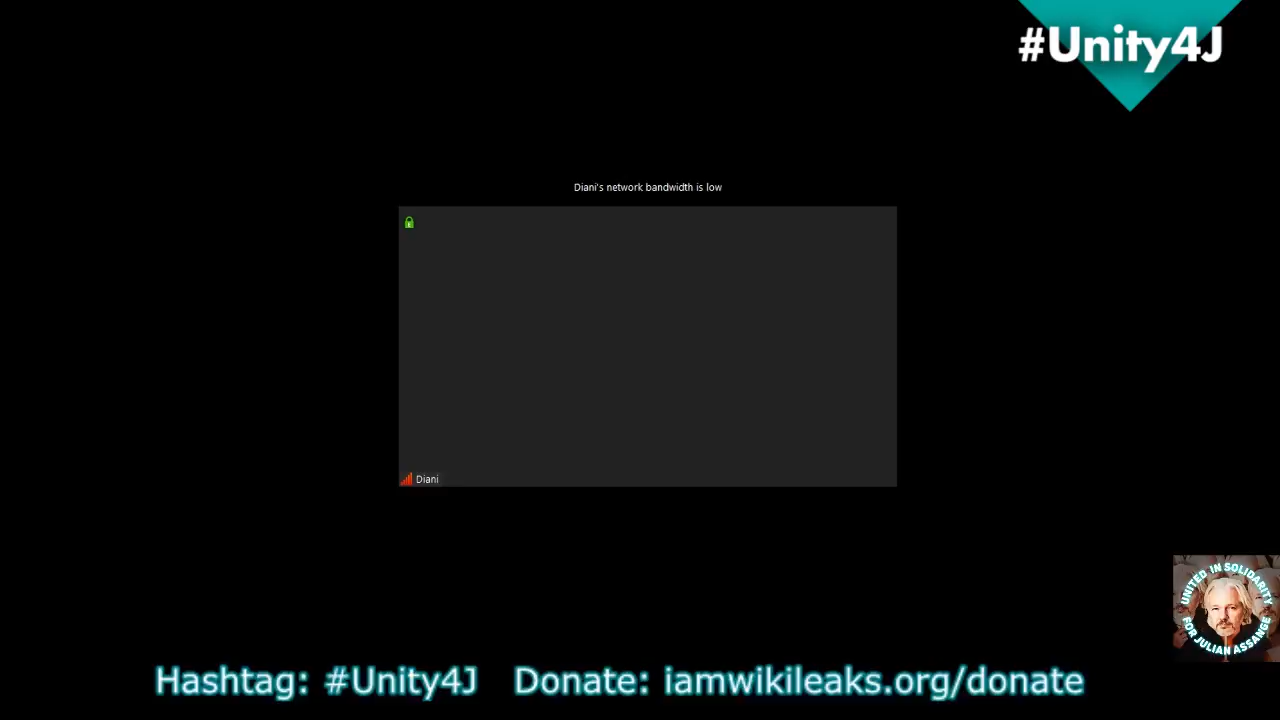 #Unity4J
Diani's network bandwidth is low
Diani
UNITED IN SOLIDARITY
FOR JULIAN ASSANGE
Hashtag: #Unity4J Donate: iamwikileaks.org/donate